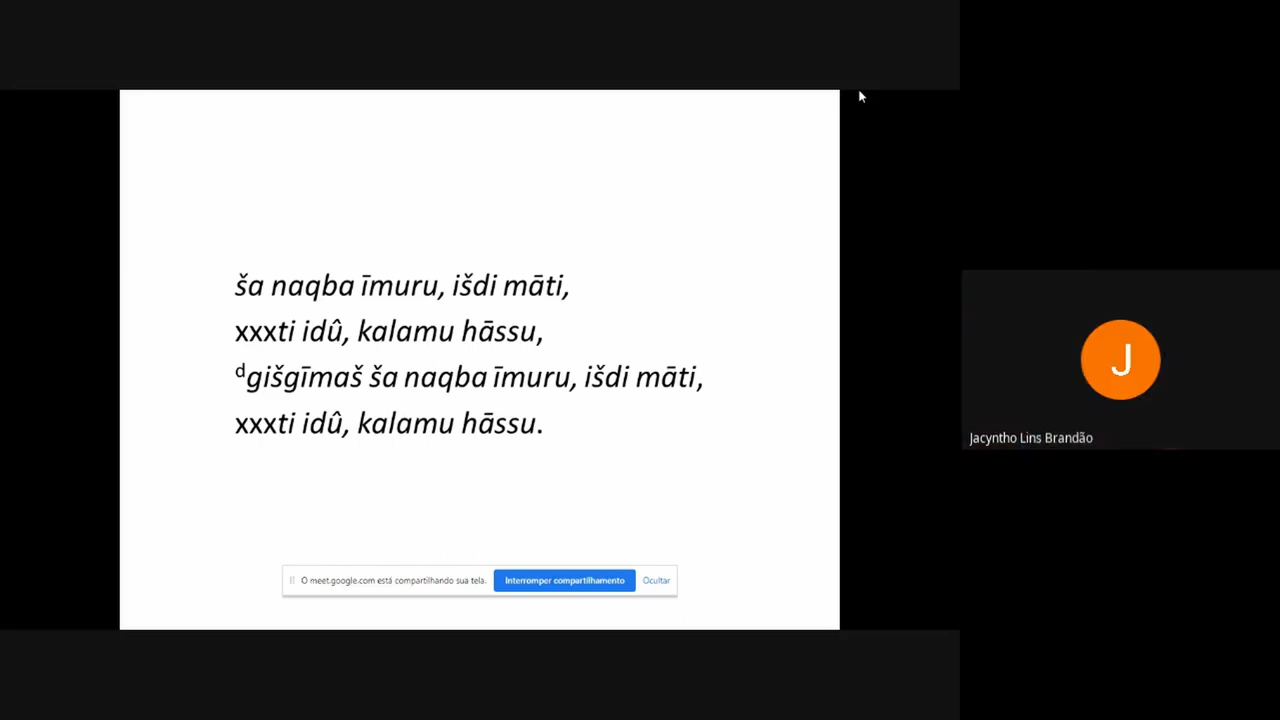 ša naqba īmuru, išdi māti,
xxxti idû, kalamu hāssu,
ᵈgišgīmaš ša naqba īmuru, išdi māti,
xxxti idû, kalamu hāssu.
J
Jacyntho Lins Brandão
O meet.google.com está compartilhando sua tela. Interromper compartilhamento Ocultar